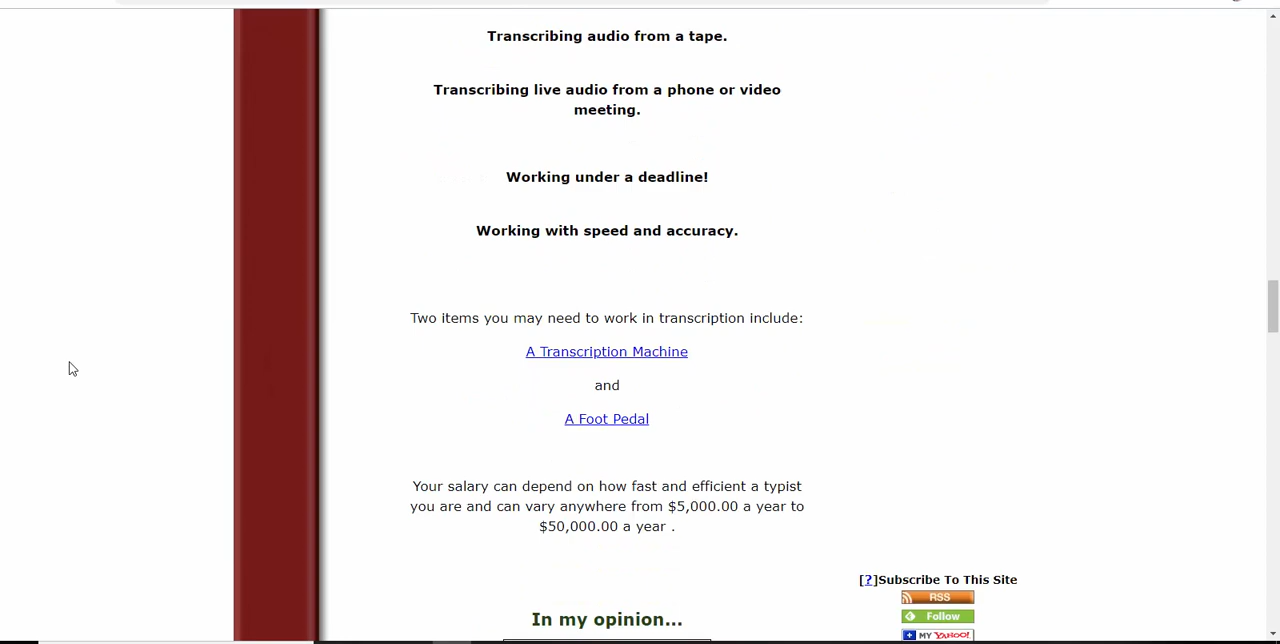 Transcribing audio from a tape.
Transcribing live audio from a phone or video
meeting.
Working under a deadline!
Working with speed and accuracy.
Two items you may need to work in transcription include:
A Transcription Machine
and
A Foot Pedal
Your salary can depend on how fast and efficient a typist
you are and can vary anywhere from $5,000.00 a year to
$50,000.00 a year .
In my opinion...
[?]Subscribe To This Site
RSS
Follow
MY YAHOO!